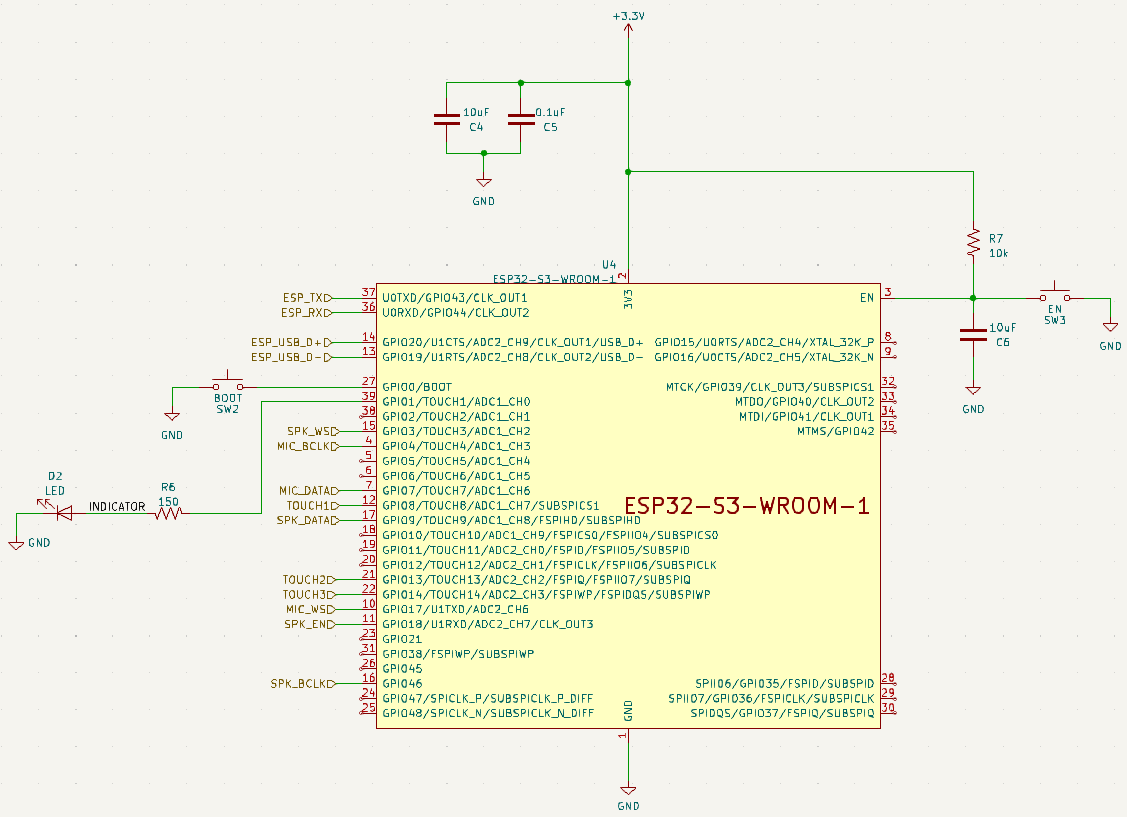 +3.3V
10uF
C4
0.1uF
C5
GND
R7
10k
U4
ESP32-S3-WROOM-1
2
3V3
37
ESP_TX
U0TXD/GPIO43/CLK_OUT1
36
ESP_RX
U0RXD/GPIO44/CLK_OUT2
14
ESP_USB_D+
GPIO20/U1CTS/ADC2_CH9/CLK_OUT1/USB_D+
13
ESP_USB_D-
GPIO19/U1RTS/ADC2_CH8/CLK_OUT2/USB_D-
27
GPIO0/BOOT
BOOT
SW2
GND
39
GPIO1/TOUCH1/ADC1_CH0
38
GPIO2/TOUCH2/ADC1_CH1
15
SPK_WS
GPIO3/TOUCH3/ADC1_CH2
4
MIC_BCLK
GPIO4/TOUCH4/ADC1_CH3
5
GPIO5/TOUCH5/ADC1_CH4
6
GPIO6/TOUCH6/ADC1_CH5
7
MIC_DATA
GPIO7/TOUCH7/ADC1_CH6
12
TOUCH1
GPIO8/TOUCH8/ADC1_CH7/SUBSPICS1
17
SPK_DATA
GPIO9/TOUCH9/ADC1_CH8/FSPIHD/SUBSPIHD
18
GPIO10/TOUCH10/ADC1_CH9/FSPICS0/FSPIIO4/SUBSPICS0
19
GPIO11/TOUCH11/ADC2_CH0/FSPID/FSPIIO5/SUBSPID
20
GPIO12/TOUCH12/ADC2_CH1/FSPICLK/FSPIIO6/SUBSPICLK
21
TOUCH2
GPIO13/TOUCH13/ADC2_CH2/FSPIQ/FSPIIO7/SUBSPIQ
22
TOUCH3
GPIO14/TOUCH14/ADC2_CH3/FSPIWP/FSPIDQS/SUBSPIWP
10
MIC_WS
GPIO17/U1TXD/ADC2_CH6
11
SPK_EN
GPIO18/U1RXD/ADC2_CH7/CLK_OUT3
23
GPIO21
31
GPIO38/FSPIWP/SUBSPIWP
26
GPIO45
16
SPK_BCLK
GPIO46
24
GPIO47/SPICLK_P/SUBSPICLK_P_DIFF
25
GPIO48/SPICLK_N/SUBSPICLK_N_DIFF
D2
LED
INDICATOR
R6
150
GND
ESP32-S3-WROOM-1
EN
3
GPIO15/U0RTS/ADC2_CH4/XTAL_32K_P
8
GPIO16/U0CTS/ADC2_CH5/XTAL_32K_N
9
MTCK/GPIO39/CLK_OUT3/SUBSPICS1
32
MTDO/GPIO40/CLK_OUT2
33
MTDI/GPIO41/CLK_OUT1
34
MTMS/GPIO42
35
SPIIO6/GPIO35/FSPID/SUBSPID
28
SPIIO7/GPIO36/FSPICLK/SUBSPICLK
29
SPIDQS/GPIO37/FSPIQ/SUBSPIQ
30
EN
SW3
GND
10uF
C6
GND
GND
1
GND